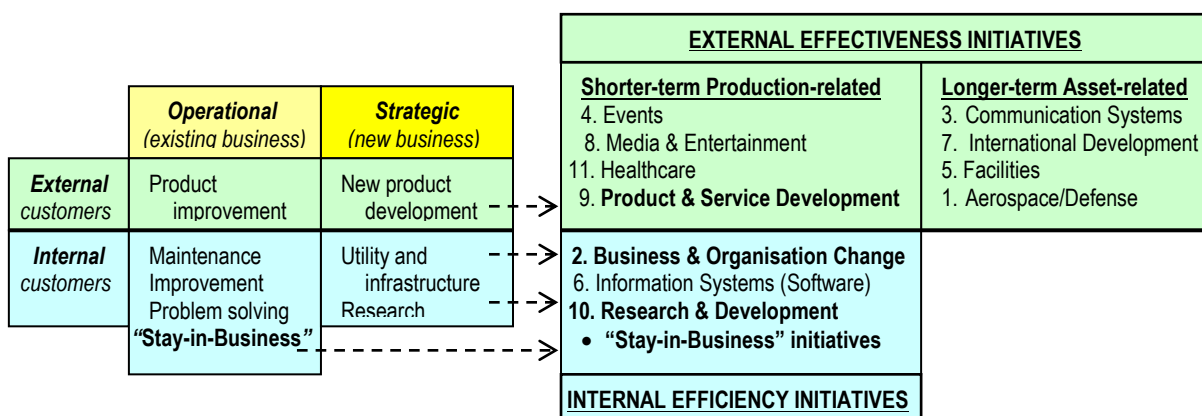 EXTERNAL EFFECTIVENESS INITIATIVES
Operational
(existing business)
Strategic
(new business)
External
customers
Product
improvement
New product
development
Internal
customers
Maintenance
Improvement
Problem solving
“Stay-in-Business”
Utility and
infrastructure
Research
Shorter-term Production-related
4. Events
8. Media & Entertainment
11. Healthcare
9. Product & Service Development
Longer-term Asset-related
3. Communication Systems
7. International Development
5. Facilities
1. Aerospace/Defense
2. Business & Organisation Change
6. Information Systems (Software)
10. Research & Development
• “Stay-in-Business” initiatives
INTERNAL EFFICIENCY INITIATIVES